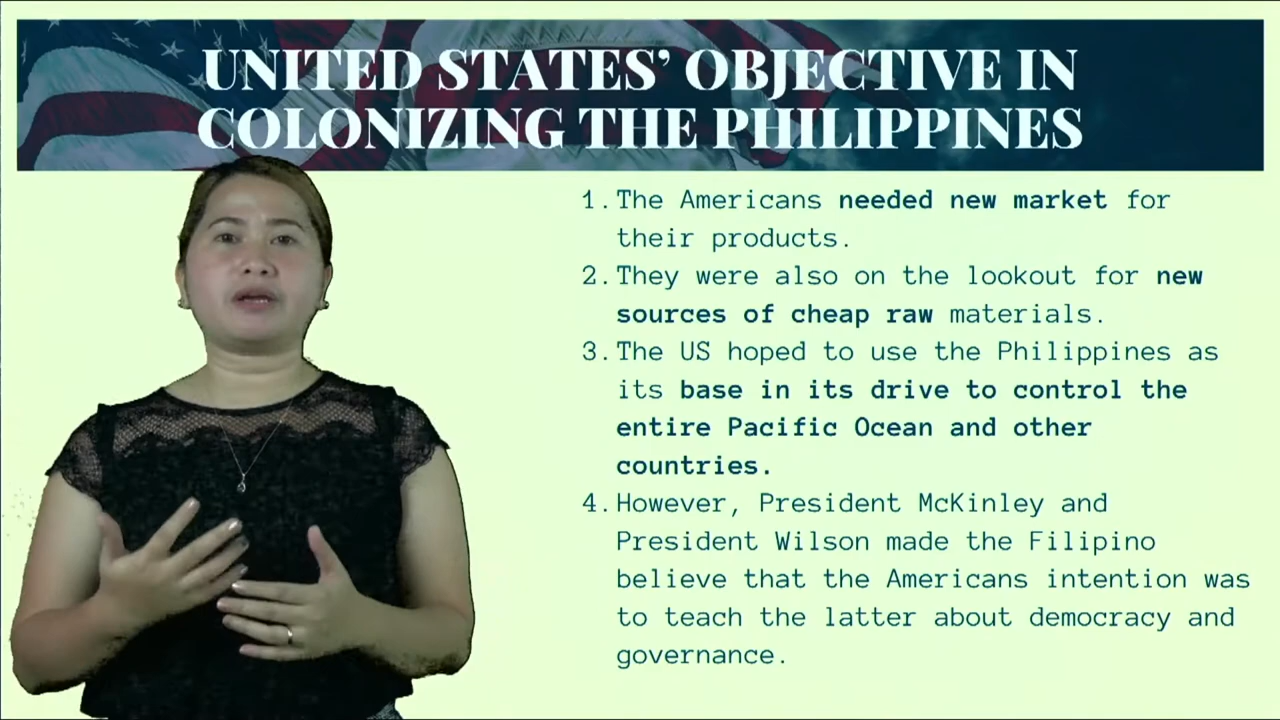 UNITED STATES’ OBJECTIVE IN
COLONIZING THE PHILIPPINES
1. The Americans needed new market for
their products.
2. They were also on the lookout for new
sources of cheap raw materials.
3. The US hoped to use the Philippines as
its base in its drive to control the
entire Pacific Ocean and other
countries.
4. However, President McKinley and
President Wilson made the Filipino
believe that the Americans intention was
to teach the latter about democracy and
governance.